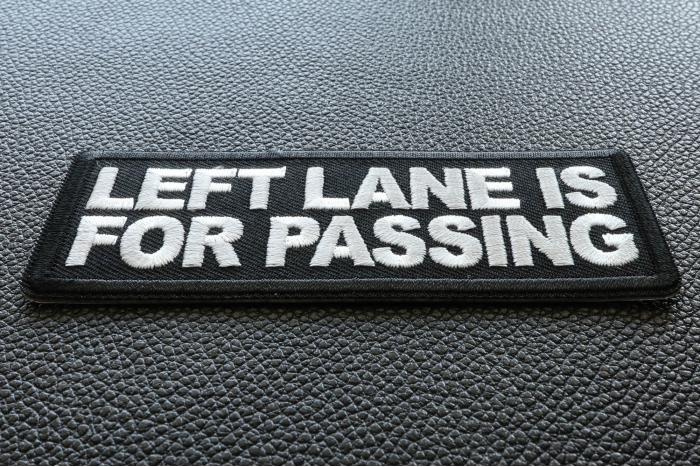 LEFT LANE IS
FOR PASSING